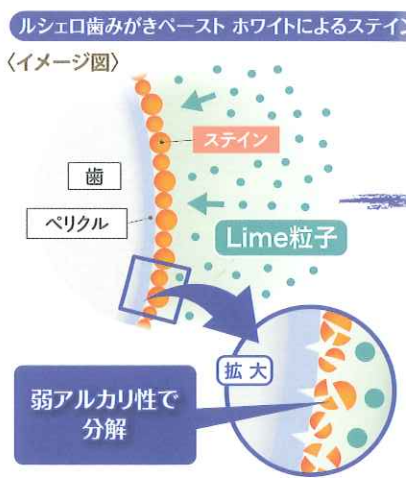 ルシェロ歯みがきペースト ホワイトによるステイン
〈イメージ図〉
ステイン
歯
ペリクル
Lime粒子
拡大
弱アルカリ性で
分解